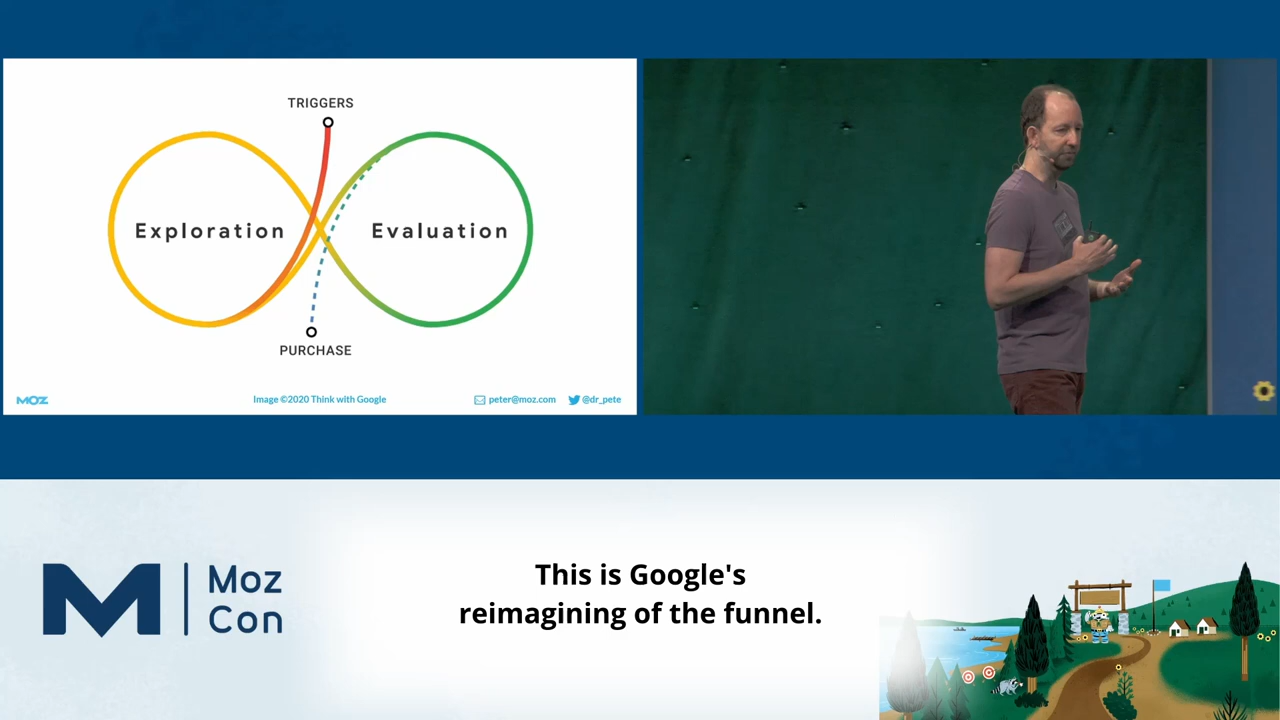 TRIGGERS
Exploration
Evaluation
PURCHASE
MOZ
Image ©2020 Think with Google
peter@moz.com
@dr_pete
Moz
Con
This is Google's
reimagining of the funnel.